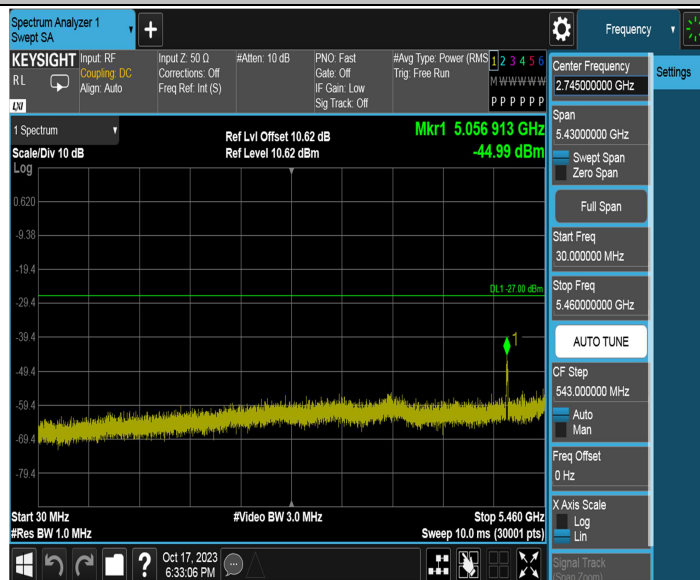 Spectrum Analyzer 1
Swept SA
Frequency
KEYSIGHT
RL
LXI
Input: RF
Coupling: DC
Align: Auto
Input Z: 50 Ω
Corrections: Off
Freq Ref: Int (S)
#Atten: 10 dB
PNO: Fast
Gate: Off
IF Gain: Low
Sig Track: Off
#Avg Type: Power (RMS
Trig: Free Run
1 2 3 4 5 6
M W W W W W
P P P P P P
1 Spectrum
Scale/Div 10 dB
Log
Ref Lvl Offset 10.62 dB
Ref Level 10.62 dBm
Mkr1 5.056 913 GHz
-44.99 dBm
0.620
-9.38
-19.4
-29.4
-39.4
-49.4
-59.4
-69.4
-79.4
DL1 -27.00 dBm
1
Start 30 MHz
#Res BW 1.0 MHz
#Video BW 3.0 MHz
Stop 5.460 GHz
Sweep 10.0 ms (30001 pts)
Oct 17, 2023
6:33:06 PM
Center Frequency
2.745000000 GHz
Span
5.43000000 GHz
Swept Span
Zero Span
Full Span
Start Freq
30.000000 MHz
Stop Freq
5.460000000 GHz
AUTO TUNE
CF Step
543.000000 MHz
Auto
Man
Freq Offset
0 Hz
X Axis Scale
Log
Lin
Signal Track
(Span Zoom)
Settings